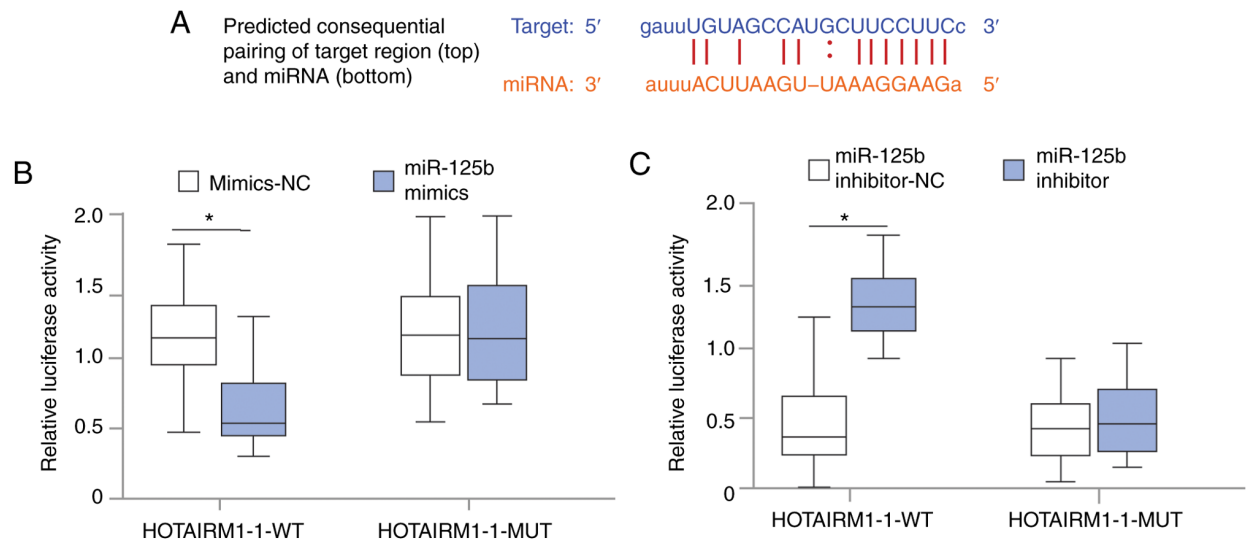 A
Predicted consequential
pairing of target region (top)
and miRNA (bottom)
Target: 5′ gauuUGUAGCCAUGCUUCCUUCc 3′
miRNA: 3′ auuuACUUAAGU–UAAAGGAAGa 5′
B
Mimics-NC
miR-125b
mimics
Relative luciferase activity
2.0
*
1.5
1.0
0.5
0
HOTAIRM1-1-WT
HOTAIRM1-1-MUT
C
miR-125b
inhibitor-NC
miR-125b
inhibitor
Relative luciferase activity
2.0
*
1.5
1.0
0.5
0
HOTAIRM1-1-WT
HOTAIRM1-1-MUT